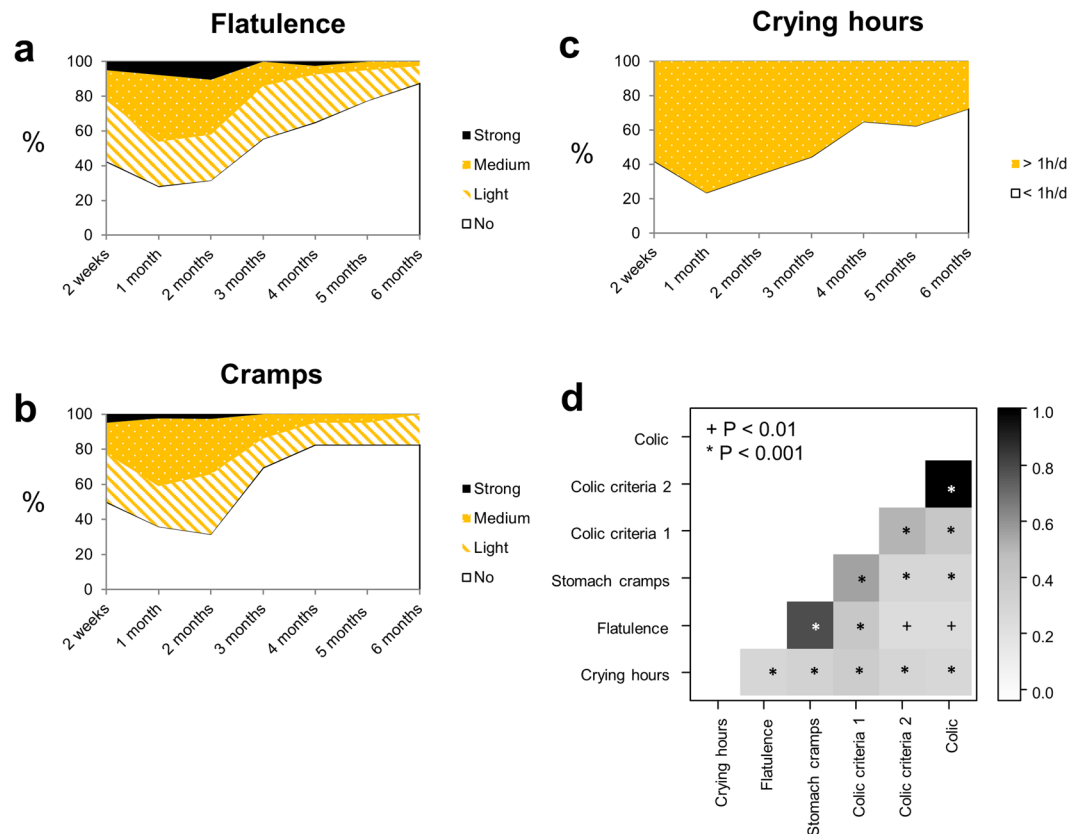 Flatulence
a
100
80
60
40
20
0
%
2 weeks
1 month
2 months
3 months
4 months
5 months
6 months
Strong
Medium
Light
No
Crying hours
c
100
80
60
40
20
0
%
2 weeks
1 month
2 months
3 months
4 months
5 months
6 months
> 1h/d
< 1h/d
Cramps
b
100
80
60
40
20
0
%
2 weeks
1 month
2 months
3 months
4 months
5 months
6 months
Strong
Medium
Light
No
d
+ P < 0.01
* P < 0.001
Colic
Colic criteria 2
*
Colic criteria 1
* *
Stomach cramps
* * *
Flatulence
* * + +
Crying hours
* * * * *
Crying hours
Flatulence
Stomach cramps
Colic criteria 1
Colic criteria 2
Colic
1.0
0.8
0.6
0.4
0.2
0.0